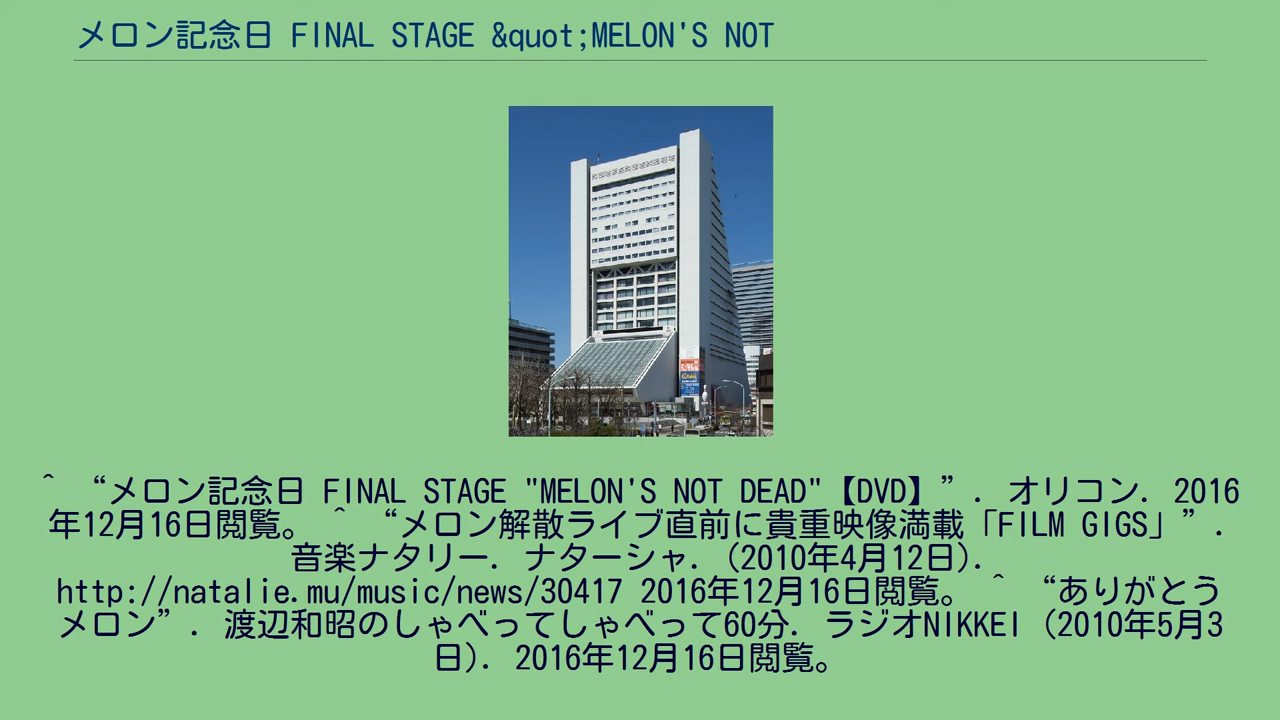 メロン記念日 FINAL STAGE &quot;MELON'S NOT
^ “メロン記念日 FINAL STAGE "MELON'S NOT DEAD"【DVD】”. オリコン. 2016
年12月16日閲覧。 ^ “メロン解散ライブ直前に貴重映像満載「FILM GIGS」”.
音楽ナタリー. ナターシャ. (2010年4月12日).
http://natalie.mu/music/news/30417 2016年12月16日閲覧。 ^ “ありがとう
メロン”. 渡辺和昭のしゃべってしゃべって60分. ラジオNIKKEI (2010年5月3
日). 2016年12月16日閲覧。